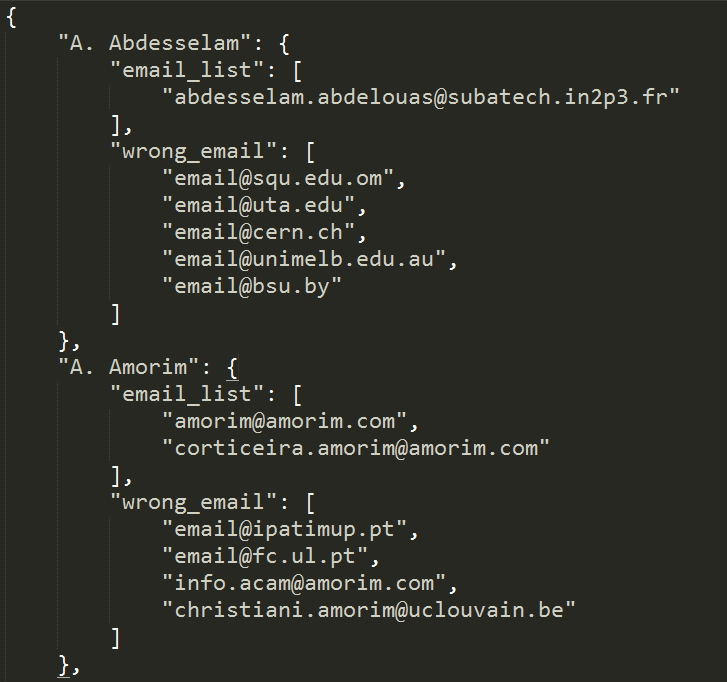 {
    "A. Abdesselam": {
        "email_list": [
            "abdesselam.abdelouas@subatech.in2p3.fr"
        ],
        "wrong_email": [
            "email@squ.edu.om",
            "email@uta.edu",
            "email@cern.ch",
            "email@unimelb.edu.au",
            "email@bsu.by"
        ]
    },
    "A. Amorim": {
        "email_list": [
            "amorim@amorim.com",
            "corticeira.amorim@amorim.com"
        ],
        "wrong_email": [
            "email@ipatimup.pt",
            "email@fc.ul.pt",
            "info.acam@amorim.com",
            "christiani.amorim@uclouvain.be"
        ]
    },